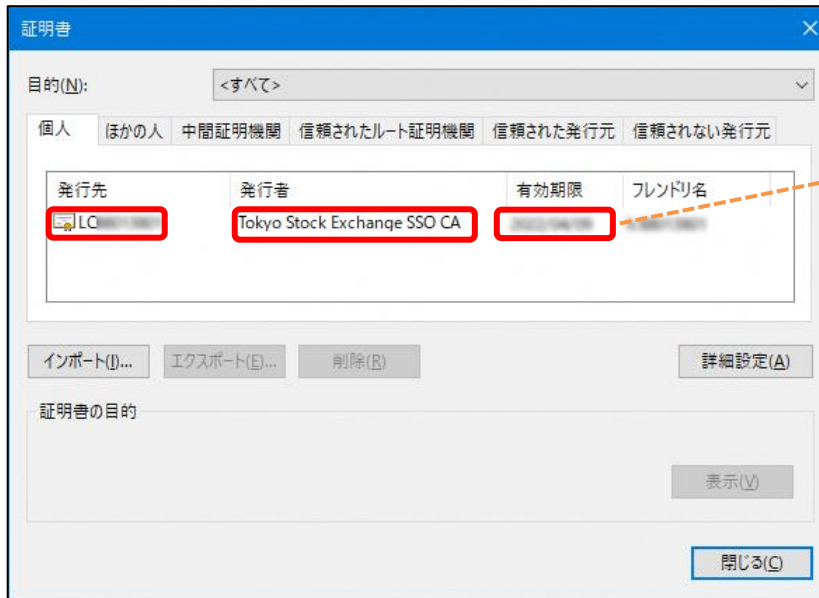 証明書
目的(N): <すべて>
個人 ほかの人 中間証明機関 信頼されたルート証明機関 信頼された発行元 信頼されない発行元
発行先 発行者 有効期限 フレンドリ名
LC Tokyo Stock Exchange SSO CA
インポート(I)... エクスポート(E)... 削除(R) 詳細設定(A)
証明書の目的
表示(V)
閉じる(C)